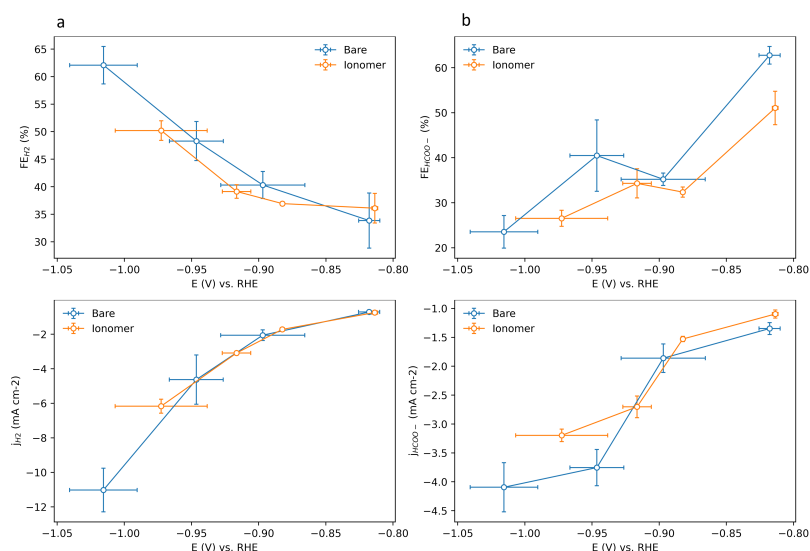 a
65
60
55
50
45
40
35
30
FE_{H2} (%)
Bare
Ionomer
−1.05 −1.00 −0.95 −0.90 −0.85 −0.80
E (V) vs. RHE
b
60
50
40
30
20
FE_{HCOO−} (%)
Bare
Ionomer
−1.05 −1.00 −0.95 −0.90 −0.85 −0.80
E (V) vs. RHE
−2
−4
−6
−8
−10
−12
j_{H2} (mA cm-2)
Bare
Ionomer
−1.05 −1.00 −0.95 −0.90 −0.85 −0.80
E (V) vs. RHE
−1.0
−1.5
−2.0
−2.5
−3.0
−3.5
−4.0
−4.5
j_{HCOO−} (mA cm-2)
Bare
Ionomer
−1.05 −1.00 −0.95 −0.90 −0.85 −0.80
E (V) vs. RHE